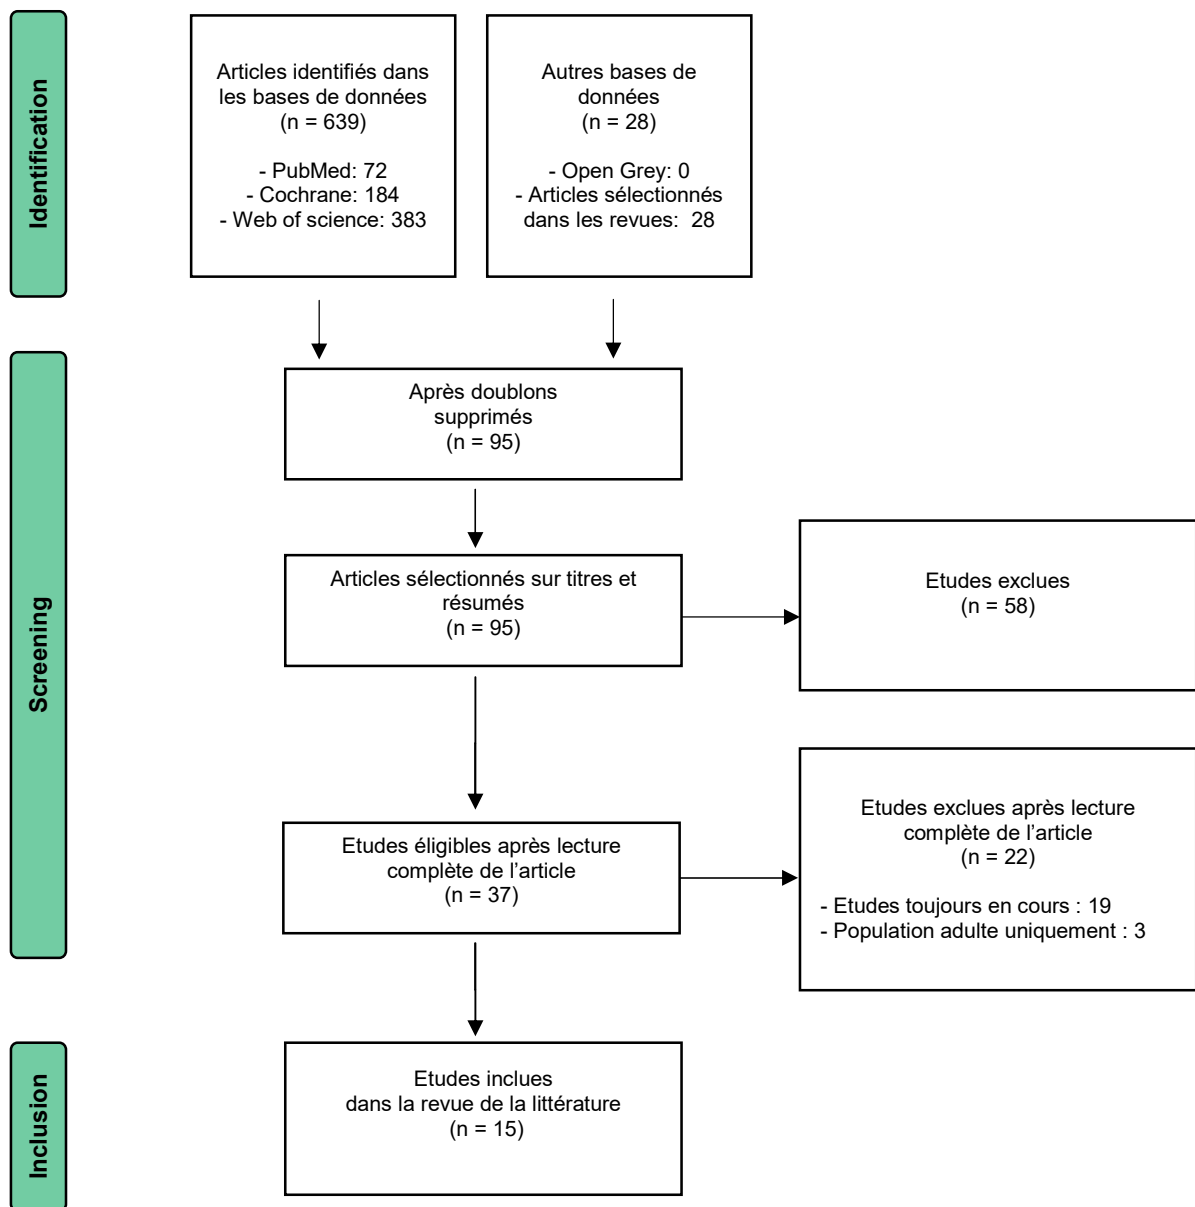 Identification
Articles identifiés dans
les bases de données
(n = 639)
- PubMed: 72
- Cochrane: 184
- Web of science: 383
Autres bases de
données
(n = 28)
- Open Grey: 0
- Articles sélectionnés
dans les revues:  28
Screening
Après doublons
supprimés
(n = 95)
Articles sélectionnés sur titres et
résumés
(n = 95)
Etudes exclues
(n = 58)
Etudes éligibles après lecture
complète de l’article
(n = 37)
Etudes exclues après lecture
complète de l’article
(n = 22)
- Etudes toujours en cours : 19
- Population adulte uniquement : 3
Inclusion
Etudes inclues
dans la revue de la littérature
(n = 15)